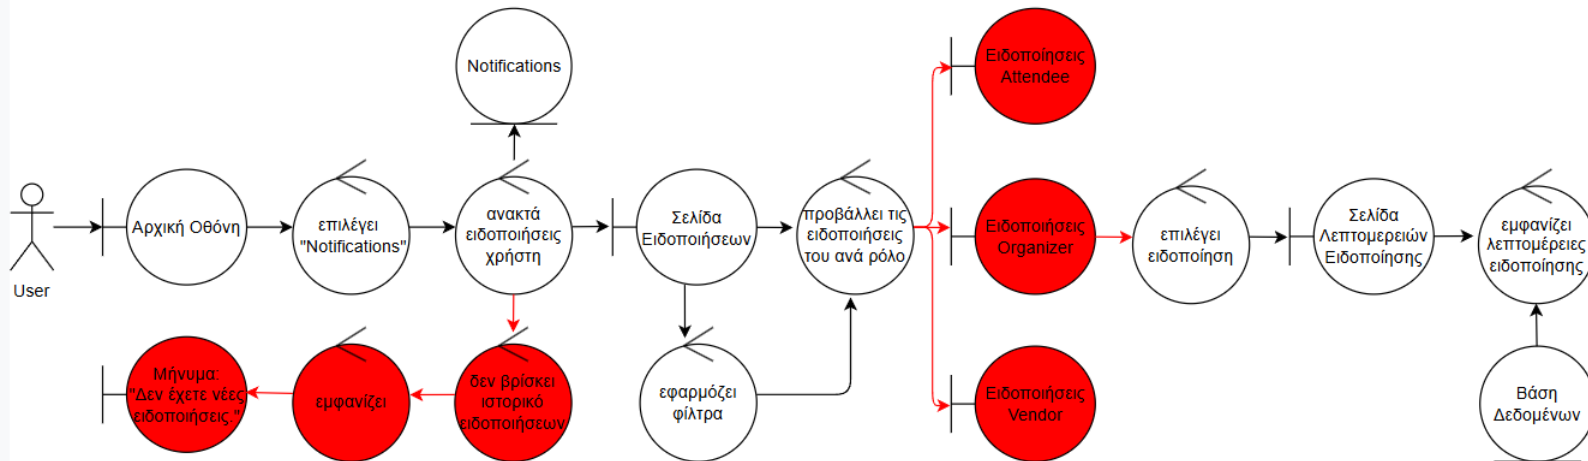 Notifications
Ειδοποίησεις
Attendee
User
Αρχική Οθόνη
επιλέγει
"Notifications"
ανακτά
ειδοποιήσεις
χρήστη
Σελίδα
Ειδοποιήσεων
προβάλλει τις
ειδοποιήσεις
του ανά ρόλο
Ειδοποιήσεις
Organizer
επιλέγει
ειδοποίηση
Σελίδα
Λεπτομερειών
Ειδοποίησης
εμφανίζει
λεπτομέρειες
ειδοποίησης
Μήνυμα:
"Δεν έχετε νέες
ειδοποιήσεις."
εμφανίζει
δεν βρίσκει
ιστορικό
ειδοποιήσεων
εφαρμόζει
φίλτρα
Ειδοποιήσεις
Vendor
Βάση
Δεδομένων